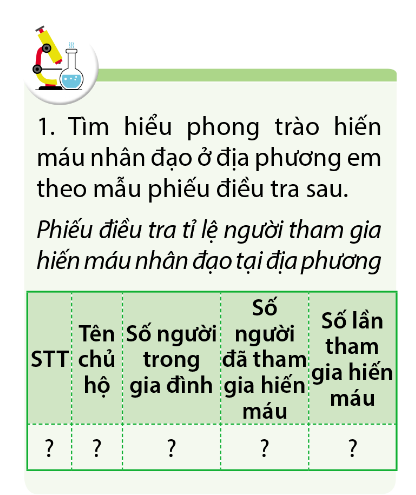 1. Tìm hiểu phong trào hiến
máu nhân đạo ở địa phương em
theo mẫu phiếu điều tra sau.
Phiếu điều tra tỉ lệ người tham gia
hiến máu nhân đạo tại địa phương
STT
Tên
chủ
hộ
Số người
trong
gia đình
Số
người
đã tham
gia hiến
máu
Số lần
tham
gia hiến
máu
? ? ? ? ?